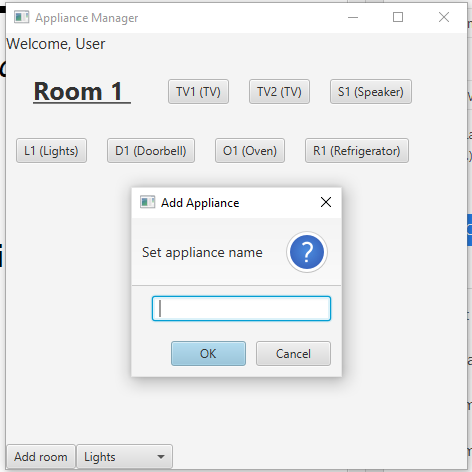 Appliance Manager
Welcome, User
Room 1 TV1 (TV) TV2 (TV) S1 (Speaker)
L1 (Lights) D1 (Doorbell) O1 (Oven) R1 (Refrigerator)
Add Appliance
Set appliance name ?
OK Cancel
Add room Lights